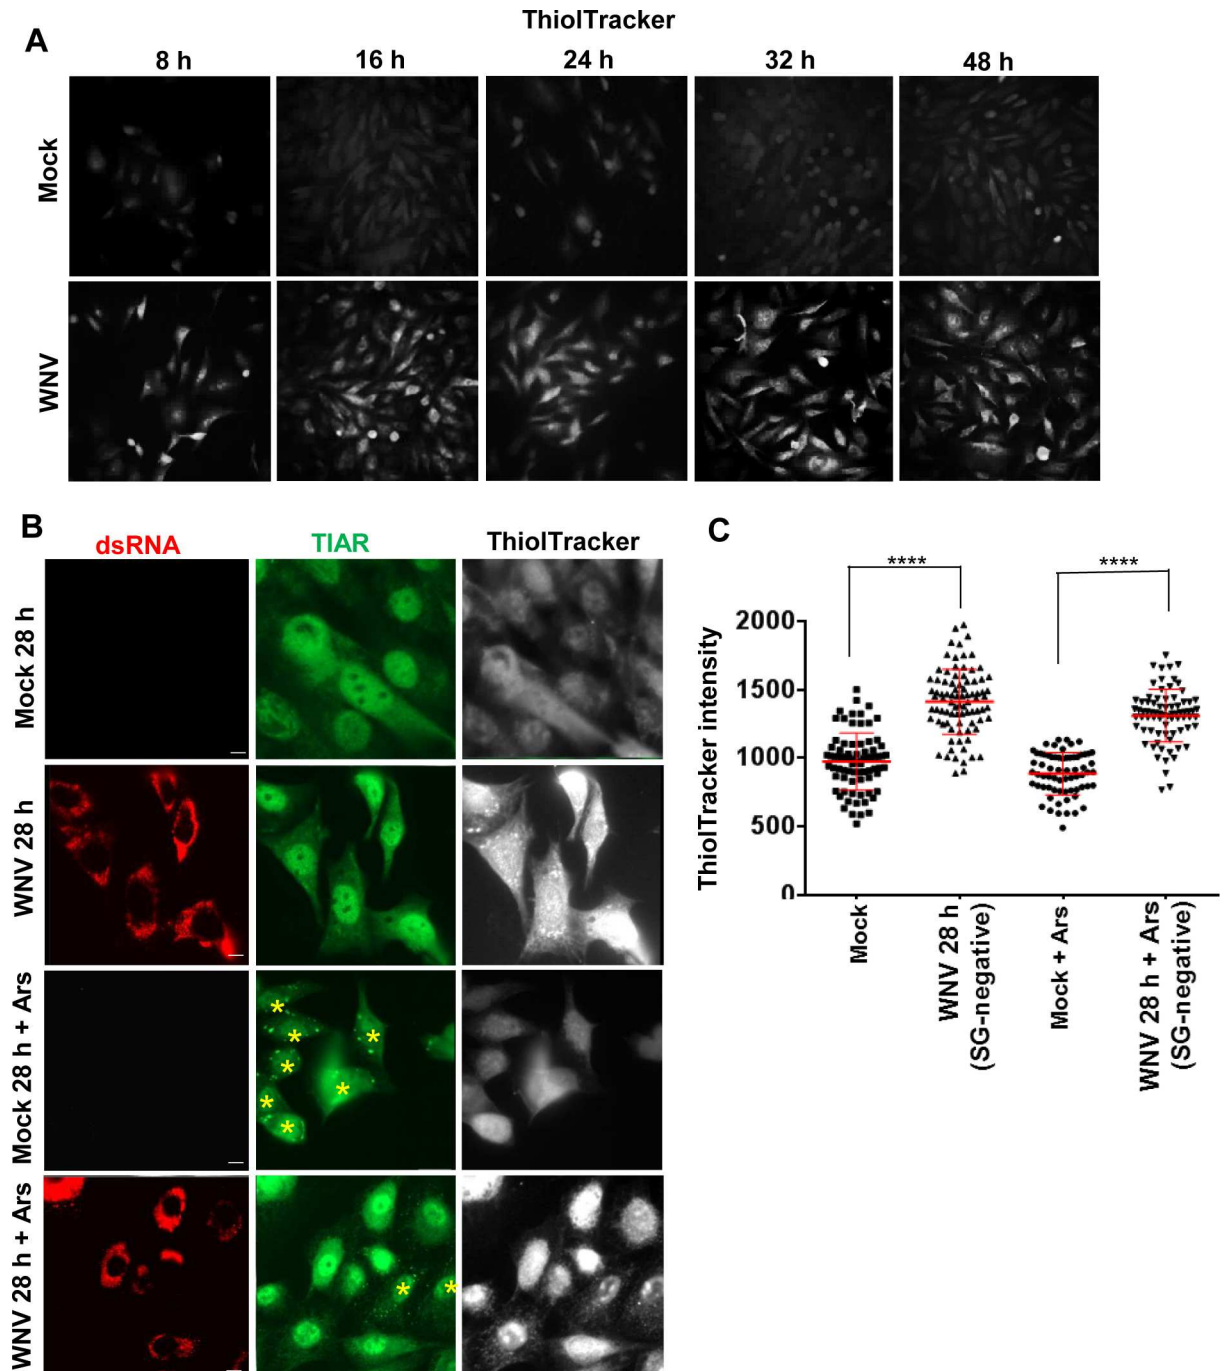 ThiolTracker
A
8 h 16 h 24 h 32 h 48 h
Mock
WNV
B
dsRNA TIAR ThiolTracker
Mock 28 h
WNV 28 h
Mock 28 h + Ars
* * * * * *
WNV 28 h + Ars
* *
C
**** ****
ThiolTracker intensity
2000
1500
1000
500
0
Mock
WNV 28 h
(SG-negative)
Mock + Ars
WNV 28 h + Ars
(SG-negative)